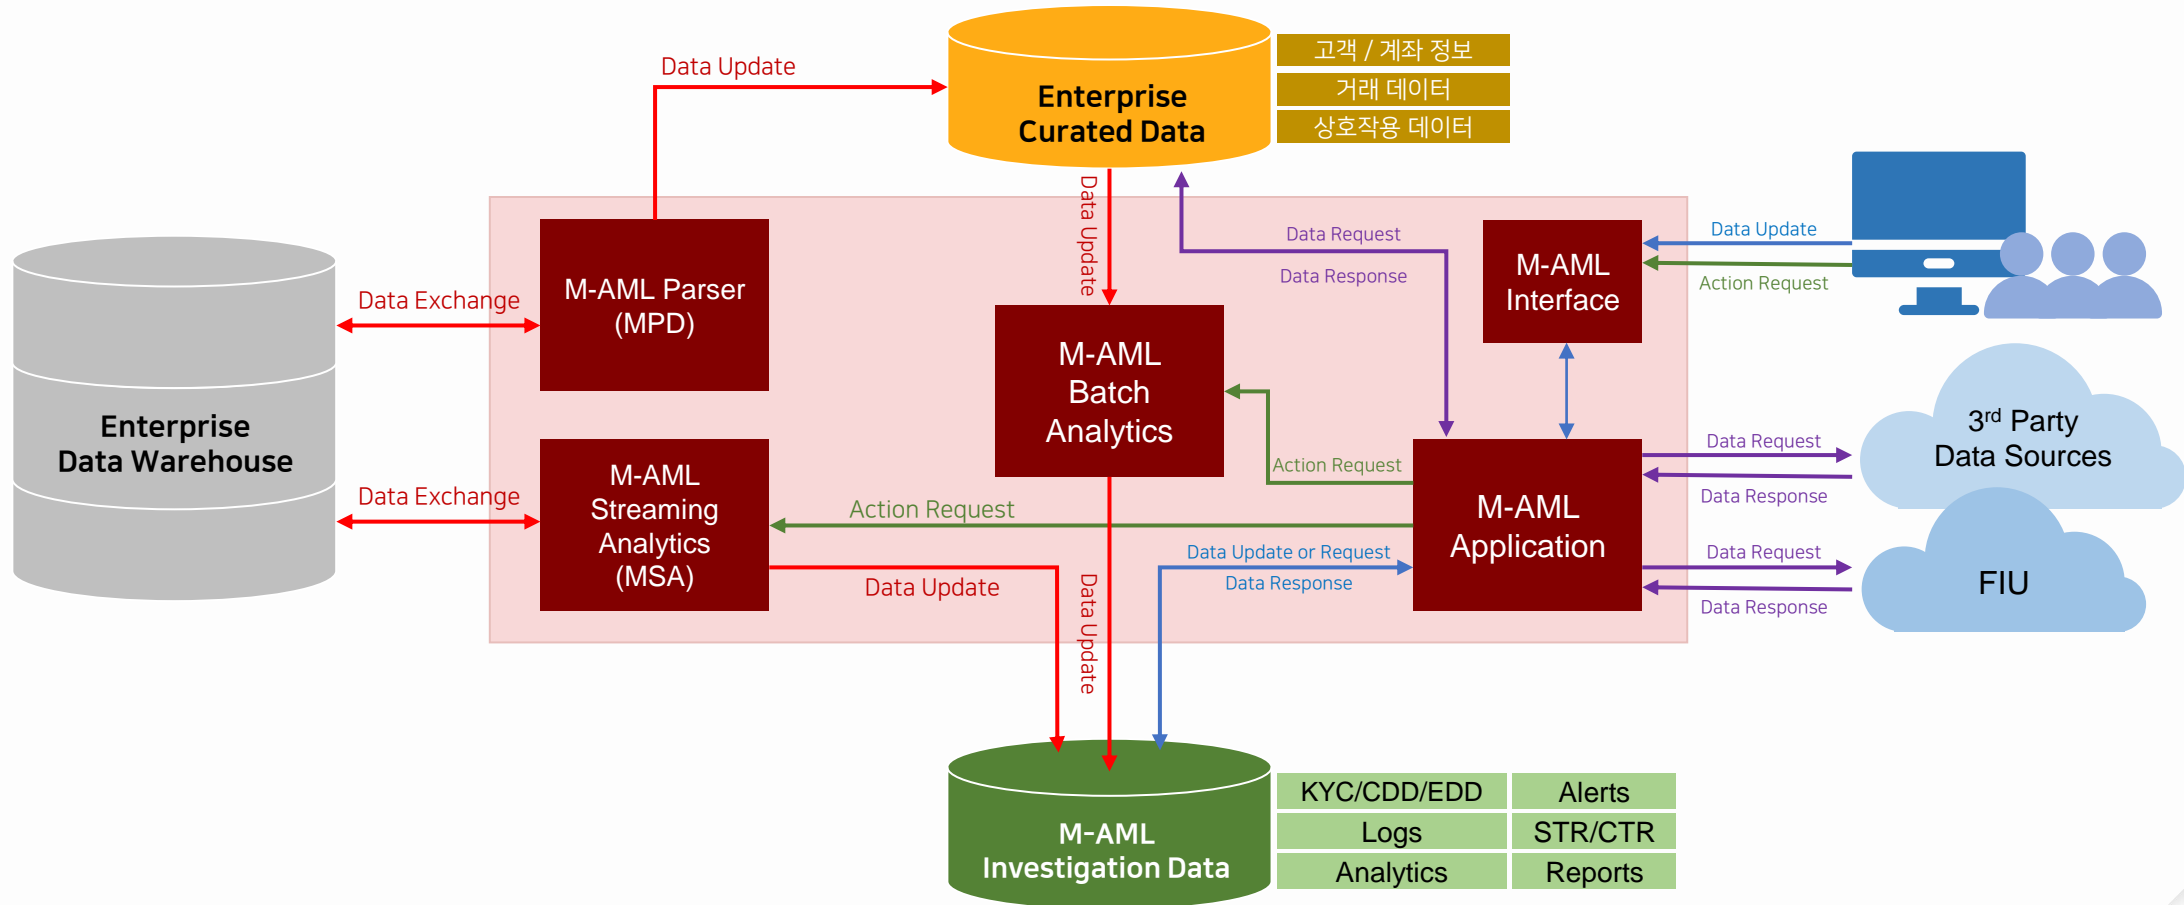 Data Update
Enterprise
Curated Data
고객 / 계좌 정보
거래 데이터
상호작용 데이터
Data Update
Data Request
Data Response
M-AML
Interface
Data Update
Action Request
M-AML Parser
(MPD)
Data Exchange
M-AML
Batch
Analytics
Enterprise
Data Warehouse
Data Exchange
M-AML
Streaming
Analytics
(MSA)
Action Request
Action Request
M-AML
Application
Data Request
Data Response
3rd Party
Data Sources
Data Update or Request
Data Response
Data Request
Data Response
FIU
Data Update
Data Update
M-AML
Investigation Data
KYC/CDD/EDD
Alerts
Logs
STR/CTR
Analytics
Reports